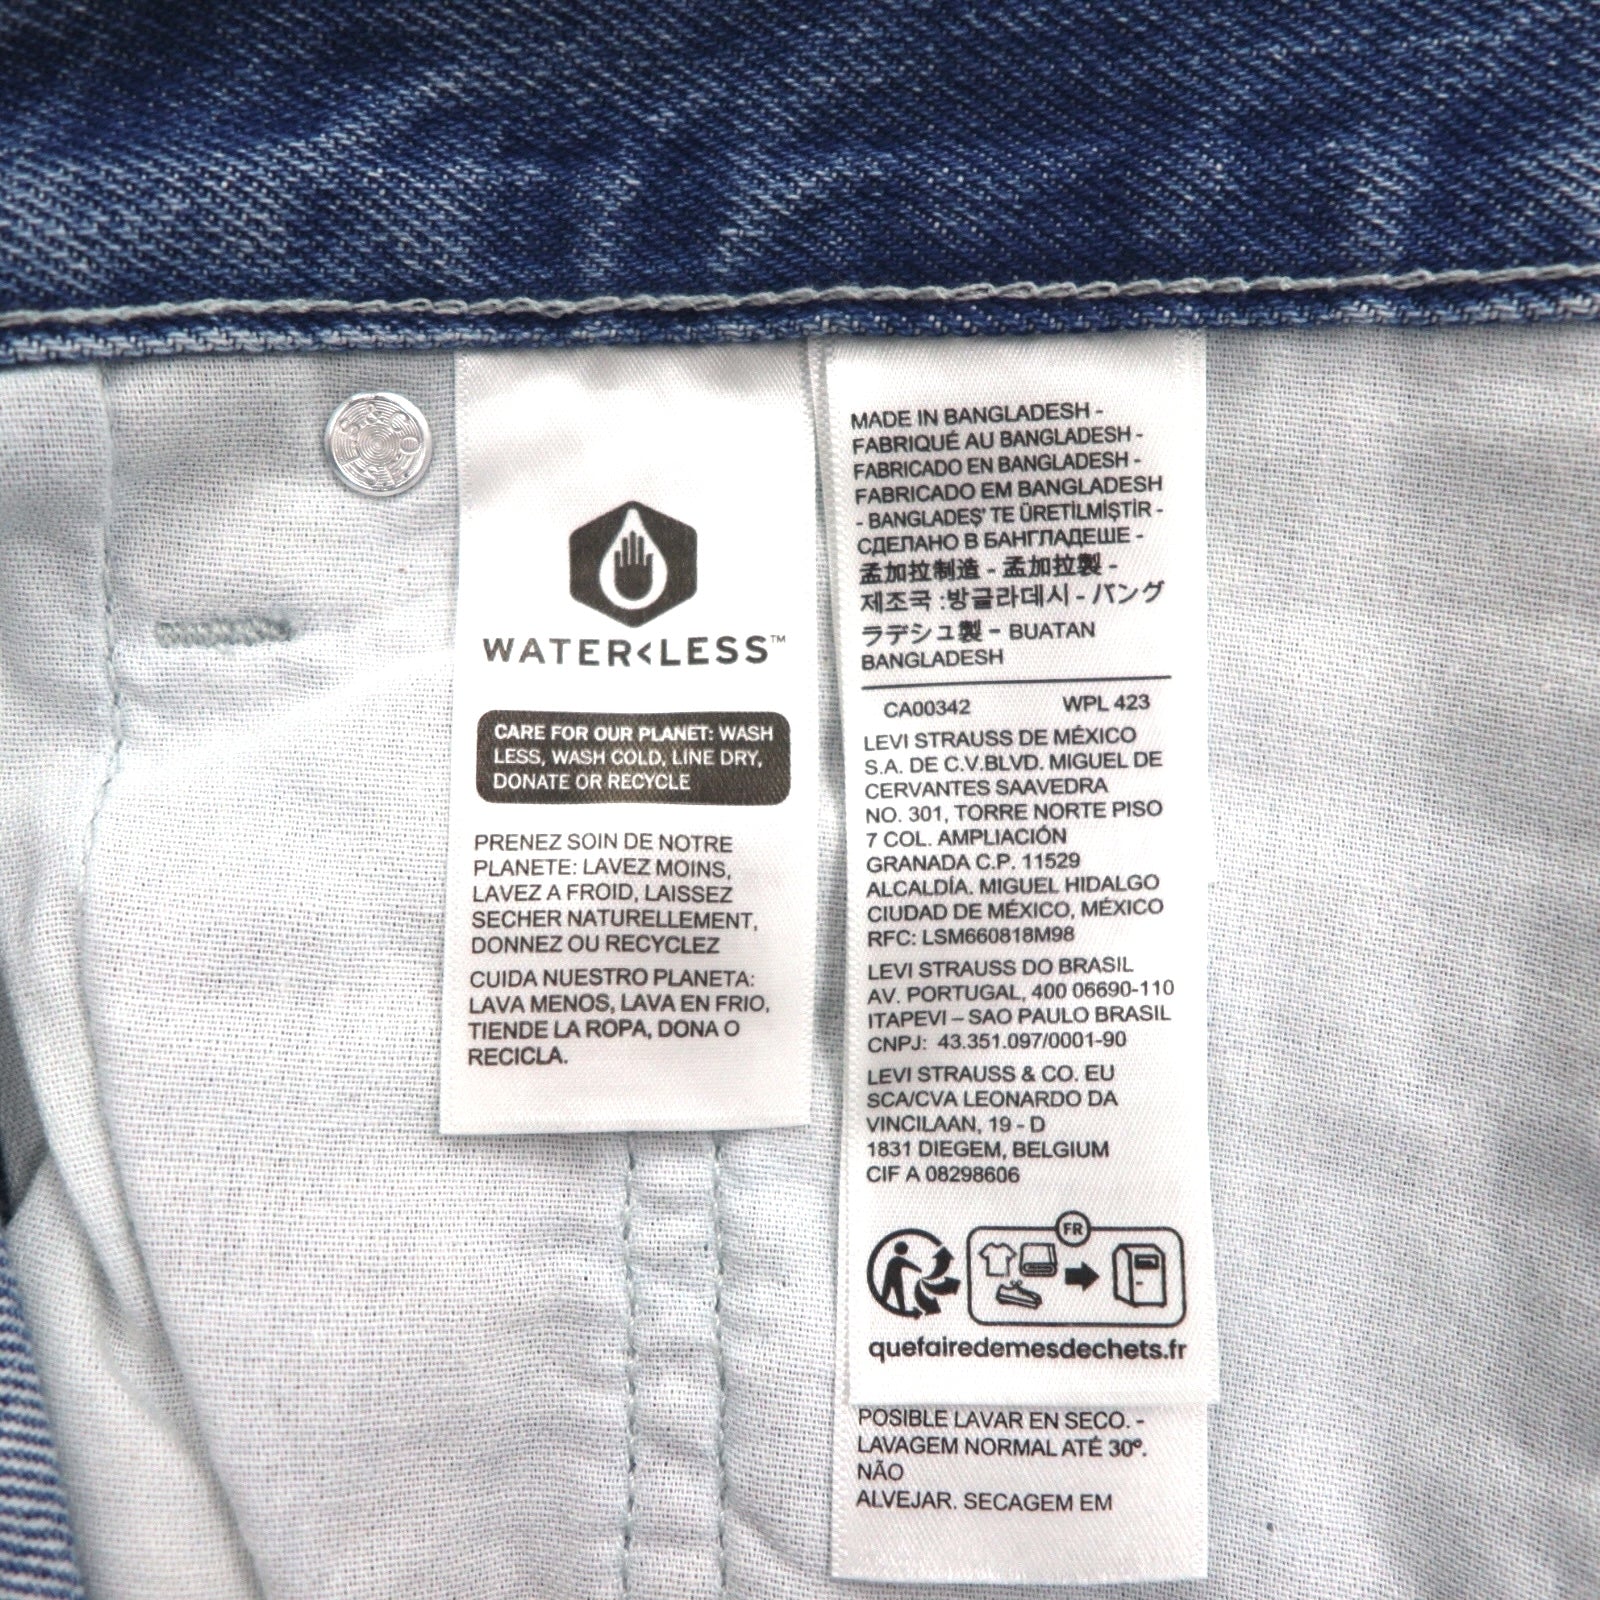 WATER<LESS™
CARE FOR OUR PLANET: WASH
LESS, WASH COLD, LINE DRY,
DONATE OR RECYCLE
PRENEZ SOIN DE NOTRE
PLANETE: LAVEZ MOINS,
LAVEZ A FROID, LAISSEZ
SECHER NATURELLEMENT,
DONNEZ OU RECYCLEZ
CUIDA NUESTRO PLANETA:
LAVA MENOS, LAVA EN FRIO,
TIENDE LA ROPA, DONA O
RECICLA.
MADE IN BANGLADESH -
FABRIQUÉ AU BANGLADESH -
FABRICADO EN BANGLADESH -
FABRICADO EM BANGLADESH
- BANGLADEŞ' TE ÜRETİLMİŞTİR -
СДЕЛАНО В БАНГЛАДЕШЕ -
孟加拉制造 - 孟加拉製 -
제조국 :방글라데시 - バング
ラデシュ製 - BUATAN
BANGLADESH
CA00342 WPL 423
LEVI STRAUSS DE MÉXICO
S.A. DE C.V.BLVD. MIGUEL DE
CERVANTES SAAVEDRA
NO. 301, TORRE NORTE PISO
7 COL. AMPLIACIÓN
GRANADA C.P. 11529
ALCALDÍA. MIGUEL HIDALGO
CIUDAD DE MÉXICO, MÉXICO
RFC: LSM660818M98
LEVI STRAUSS DO BRASIL
AV. PORTUGAL, 400 06690-110
ITAPEVI – SAO PAULO BRASIL
CNPJ: 43.351.097/0001-90
LEVI STRAUSS & CO. EU
SCA/CVA LEONARDO DA
VINCILAAN, 19 - D
1831 DIEGEM, BELGIUM
CIF A 08298606
FR
quefairedemesdechets.fr
POSIBLE LAVAR EN SECO. -
LAVAGEM NORMAL ATÉ 30º.
NÃO
ALVEJAR. SECAGEM EM